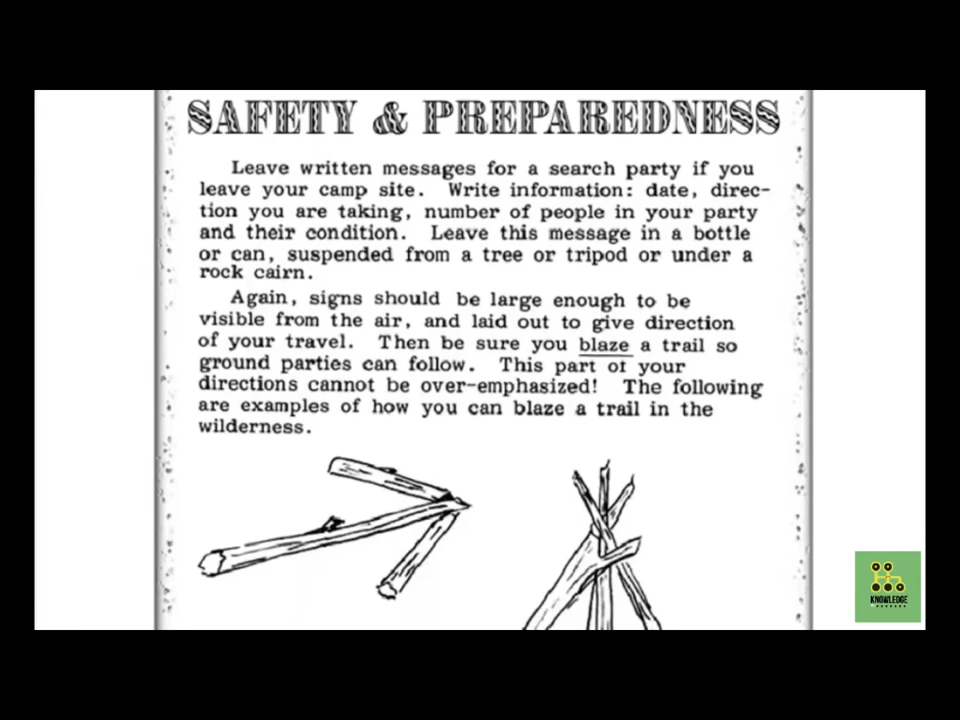 SAFETY & PREPAREDNESS
Leave written messages for a search party if you
leave your camp site. Write information: date, direc-
tion you are taking, number of people in your party
and their condition. Leave this message in a bottle
or can, suspended from a tree or tripod or under a
rock cairn.
Again, signs should be large enough to be
visible from the air, and laid out to give direction
of your travel. Then be sure you blaze a trail so
ground parties can follow. This part of your
directions cannot be over-emphasized! The following
are examples of how you can blaze a trail in the
wilderness.
KNOWLEDGE